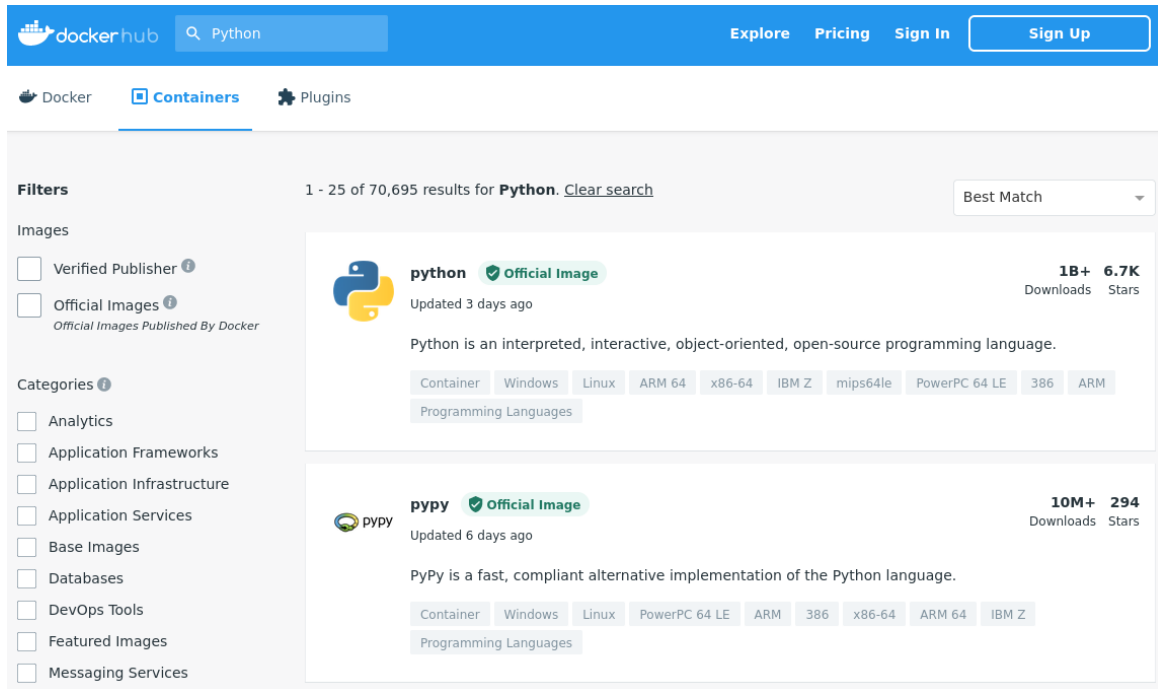 dockerhub Python Explore Pricing Sign In Sign Up
Docker Containers Plugins
Filters
1 - 25 of 70,695 results for Python. Clear search
Best Match
Images
Verified Publisher
Official Images
Official Images Published By Docker
Categories
Analytics
Application Frameworks
Application Infrastructure
Application Services
Base Images
Databases
DevOps Tools
Featured Images
Messaging Services
python Official Image
1B+ 6.7K
Downloads Stars
Updated 3 days ago
Python is an interpreted, interactive, object-oriented, open-source programming language.
Container Windows Linux ARM 64 x86-64 IBM Z mips64le PowerPC 64 LE 386 ARM
Programming Languages
pypy
pypy Official Image
10M+ 294
Downloads Stars
Updated 6 days ago
PyPy is a fast, compliant alternative implementation of the Python language.
Container Windows Linux PowerPC 64 LE ARM 386 x86-64 ARM 64 IBM Z
Programming Languages